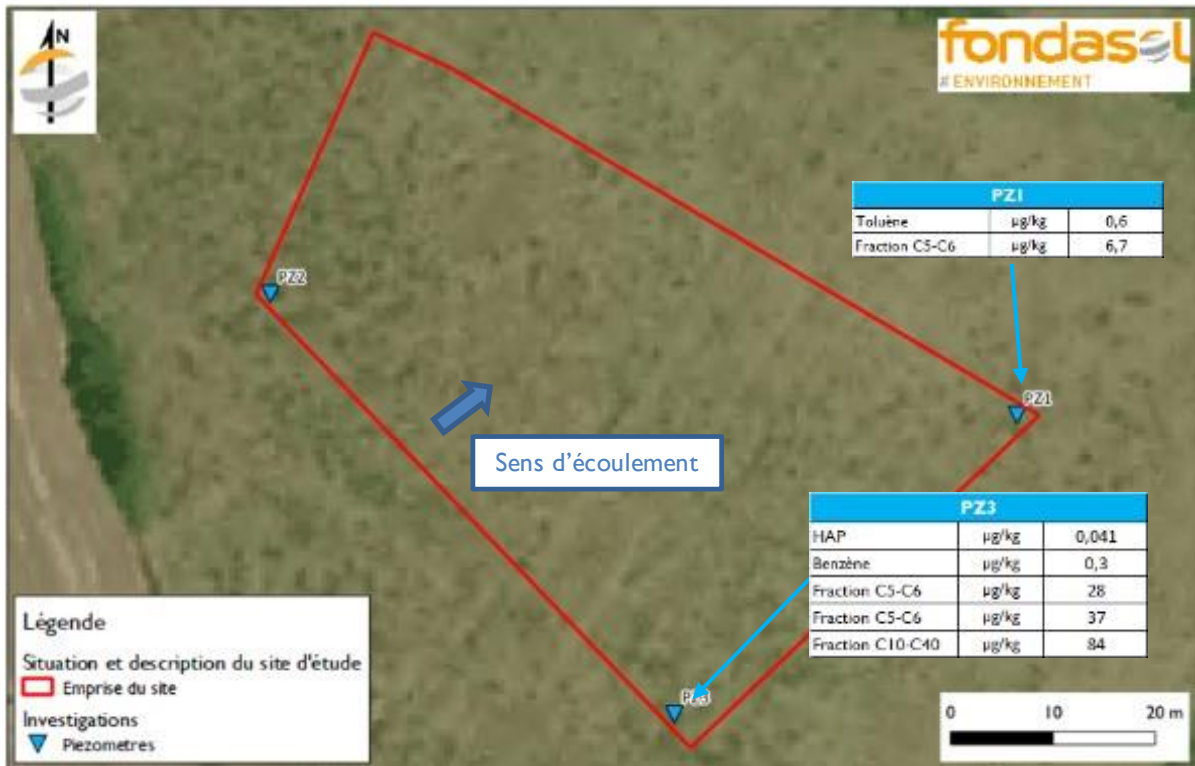 N
fondasol
# ENVIRONNEMENT
PZ1
Toluène µg/kg 0,6
Fraction C5-C6 µg/kg 6,7
PZ2
PZ1
Sens d'écoulement
PZ3
HAP µg/kg 0,041
Benzène µg/kg 0,3
Fraction C5-C6 µg/kg 28
Fraction C5-C6 µg/kg 37
Fraction C10-C40 µg/kg 84
PZ3
Légende
Situation et description du site d'étude
Emprise du site
Investigations
Piezometres
0 10 20 m